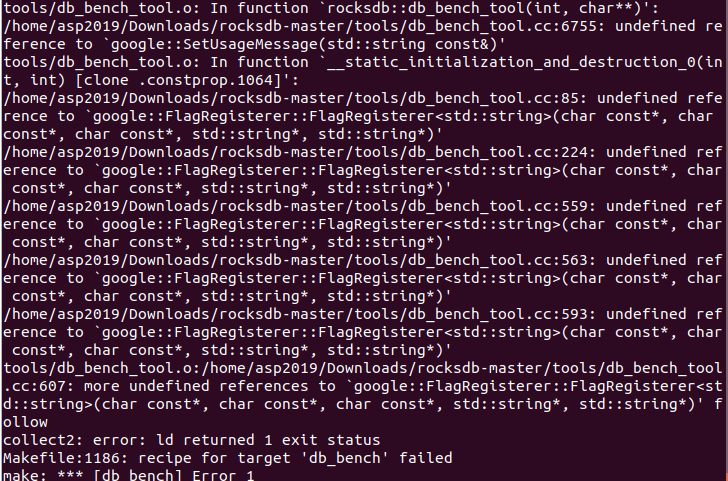 tools/db_bench_tool.o: In function `rocksdb::db_bench_tool(int, char**)':
/home/asp2019/Downloads/rocksdb-master/tools/db_bench_tool.cc:6755: undefined re
ference to `google::SetUsageMessage(std::string const&)'
tools/db_bench_tool.o: In function `__static_initialization_and_destruction_0(in
t, int) [clone .constprop.1064]':
/home/asp2019/Downloads/rocksdb-master/tools/db_bench_tool.cc:85: undefined refe
rence to `google::FlagRegisterer::FlagRegisterer<std::string>(char const*, char
const*, char const*, std::string*, std::string*)'
/home/asp2019/Downloads/rocksdb-master/tools/db_bench_tool.cc:224: undefined ref
erence to `google::FlagRegisterer::FlagRegisterer<std::string>(char const*, char
 const*, char const*, std::string*, std::string*)'
/home/asp2019/Downloads/rocksdb-master/tools/db_bench_tool.cc:559: undefined ref
erence to `google::FlagRegisterer::FlagRegisterer<std::string>(char const*, char
 const*, char const*, std::string*, std::string*)'
/home/asp2019/Downloads/rocksdb-master/tools/db_bench_tool.cc:563: undefined ref
erence to `google::FlagRegisterer::FlagRegisterer<std::string>(char const*, char
 const*, char const*, std::string*, std::string*)'
/home/asp2019/Downloads/rocksdb-master/tools/db_bench_tool.cc:593: undefined ref
erence to `google::FlagRegisterer::FlagRegisterer<std::string>(char const*, char
 const*, char const*, std::string*, std::string*)'
tools/db_bench_tool.o:/home/asp2019/Downloads/rocksdb-master/tools/db_bench_tool
.cc:607: more undefined references to `google::FlagRegisterer::FlagRegisterer<st
d::string>(char const*, char const*, char const*, std::string*, std::string*)' f
ollow
collect2: error: ld returned 1 exit status
Makefile:1186: recipe for target 'db_bench' failed
make: *** [db_bench] Error 1